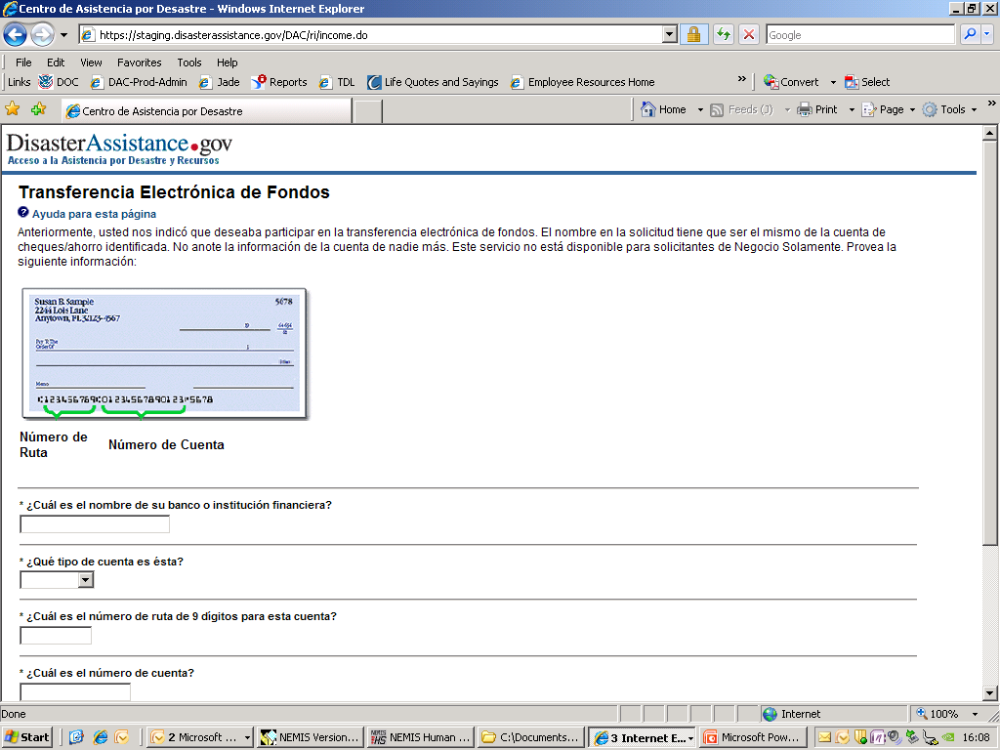 Centro de Asistencia por Desastre - Windows Internet Explorer
https://staging.disasterassistance.gov/DAC/ri/income.do
Google
File Edit View Favorites Tools Help
Links DOC DAC-Prod-Admin Jade Reports TDL Life Quotes and Sayings Employee Resources Home » Convert Select
Centro de Asistencia por Desastre Home Feeds (J) Print Page Tools »
DisasterAssistance.gov
Acceso a la Asistencia por Desastre y Recursos
Transferencia Electrónica de Fondos
? Ayuda para esta página
Anteriormente, usted nos indicó que deseaba participar en la transferencia electrónica de fondos. El nombre en la solicitud tiene que ser el mismo de la cuenta de
cheques/ahorro identificada. No anote la información de la cuenta de nadie más. Este servicio no está disponible para solicitantes de Negocio Solamente. Provea la
siguiente información:
Susan B. Sample 5678
2244 Lois Lane
Anytown, FL 32123-4567
Pay To The
Order Of
Memo
123456789 01234567890123 5678
Número de
Ruta
Número de Cuenta
* ¿Cuál es el nombre de su banco o institución financiera?
* ¿Qué tipo de cuenta es ésta?
* ¿Cuál es el número de ruta de 9 dígitos para esta cuenta?
* ¿Cuál es el número de cuenta?
Done Internet 100%
Start 2 Microsoft ... NEMIS Version... NEMIS Human ... C:\Documents... 3 Internet E... Microsoft Pow... 16:08